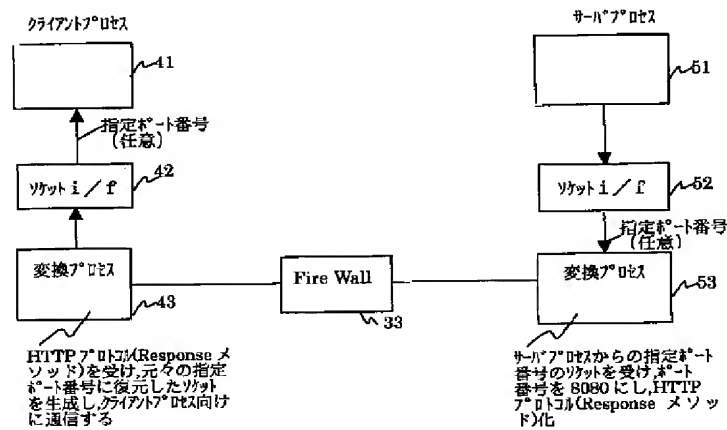 クライアントプロセス
41
指定ポート番号
(任意)
ソケット i／f
42
変換プロセス
43
HTTPプロトコル(Response メ
ソッド)を受け,元々の指定
ポート番号に復元したソケット
を生成し,クライアントプロセス向け
に通信する
Fire Wall
33
サーバプロセス
51
ソケット i／f
52
指定ポート番号
(任意)
変換プロセス
53
サーバプロセスからの指定ポート
番号のソケットを受け,ポート
番号を 8080 にし,HTTP
プロトコル(Response メソッ
ド)化